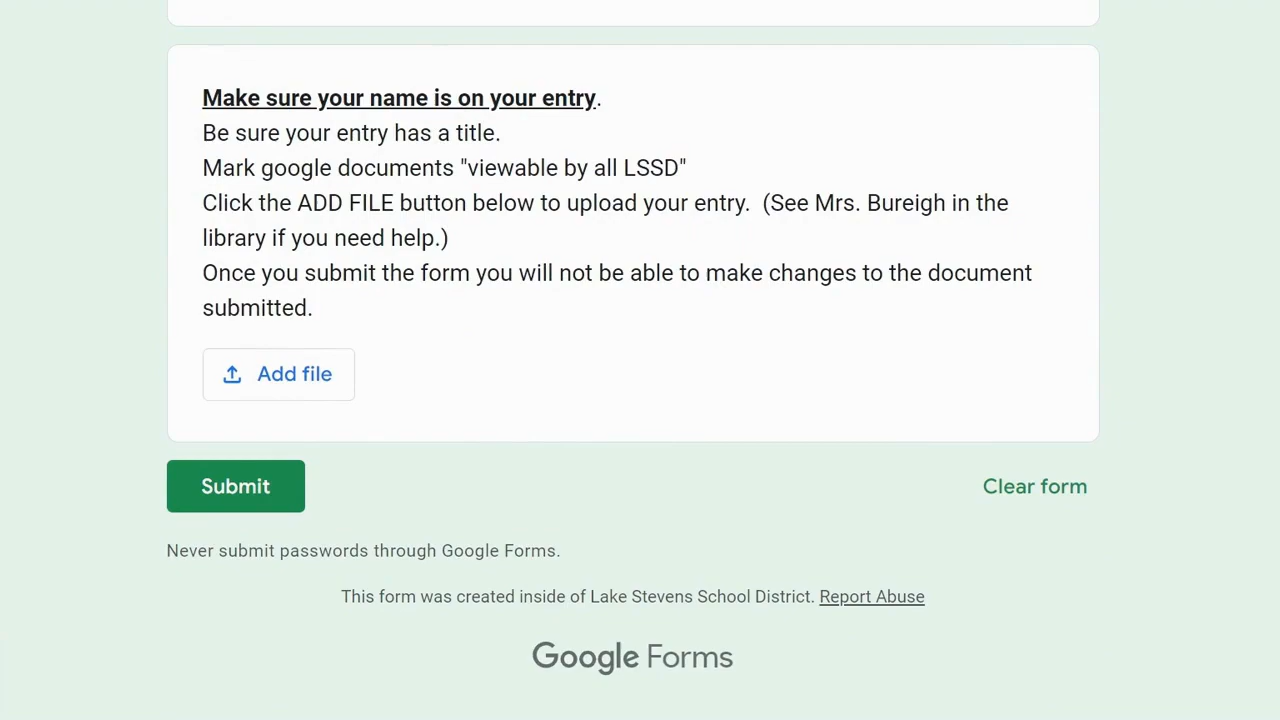 Make sure your name is on your entry.
Be sure your entry has a title.
Mark google documents "viewable by all LSSD"
Click the ADD FILE button below to upload your entry.  (See Mrs. Bureigh in the
library if you need help.)
Once you submit the form you will not be able to make changes to the document
submitted.
Add file
Submit
Clear form
Never submit passwords through Google Forms.
This form was created inside of Lake Stevens School District. Report Abuse
Google Forms